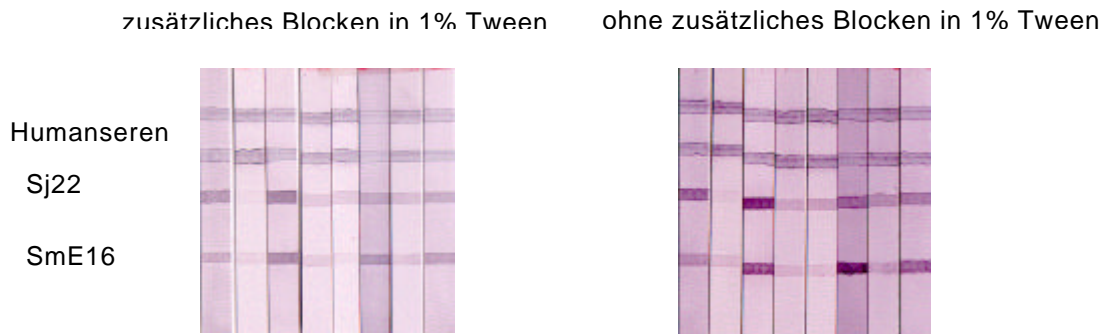 zusätzliches Blocken in 1% Tween
ohne zusätzliches Blocken in 1% Tween
Humanseren
Sj22
SmE16